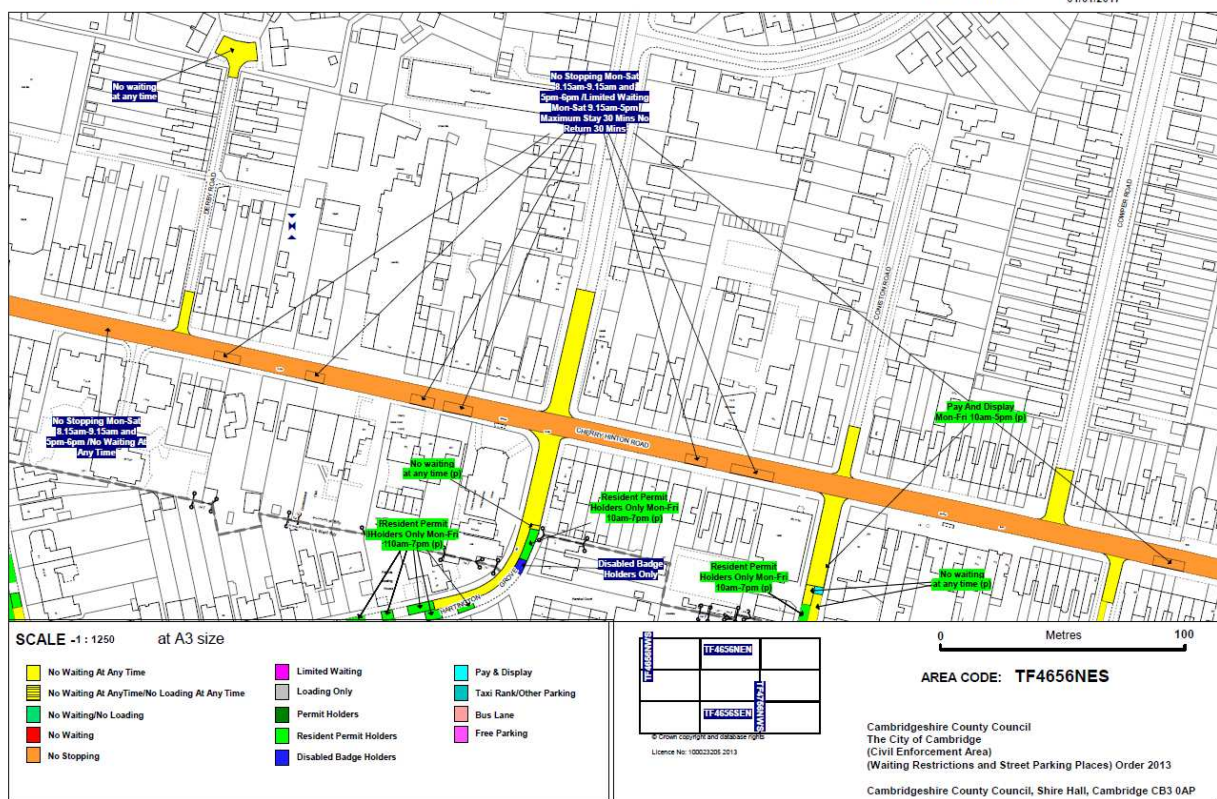 No waiting
at any time
No Stopping Mon-Sat
8.15am-9.15am and
5pm-6pm /Limited Waiting
Mon-Sat 9.15am-5pm
Maximum Stay 30 Mins No
Return 30 Mins
DERBY ROAD
CONISTON ROAD
COWPER ROAD
No Stopping Mon-Sat
8.15am-9.15am and
5pm-6pm /No Waiting At
Any Time
CHERRY HINTON ROAD
Pay And Display
Mon-Fri 10am-5pm (p)
No waiting
at any time (p)
Resident Permit
Holders Only Mon-Fri
10am-7pm (p)
Resident Permit
Holders Only Mon-Fri
10am-7pm (p)
Disabled Badge
Holders Only
Resident Permit
Holders Only Mon-Fri
10am-7pm (p)
No waiting
at any time (p)
HARTINGTON GROVE
SCALE -1 : 1250 at A3 size
No Waiting At Any Time
No Waiting At AnyTime/No Loading At Any Time
No Waiting/No Loading
No Waiting
No Stopping
Limited Waiting
Loading Only
Permit Holders
Resident Permit Holders
Disabled Badge Holders
Pay & Display
Taxi Rank/Other Parking
Bus Lane
Free Parking
TF4656NWS
TF4656NEN
TF4656SEN
TF4756NWS
© Crown copyright and database rights
Licence No: 100023205 2013
0 Metres 100
AREA CODE: TF4656NES
Cambridgeshire County Council
The City of Cambridge
(Civil Enforcement Area)
(Waiting Restrictions and Street Parking Places) Order 2013
Cambridgeshire County Council, Shire Hall, Cambridge CB3 0AP